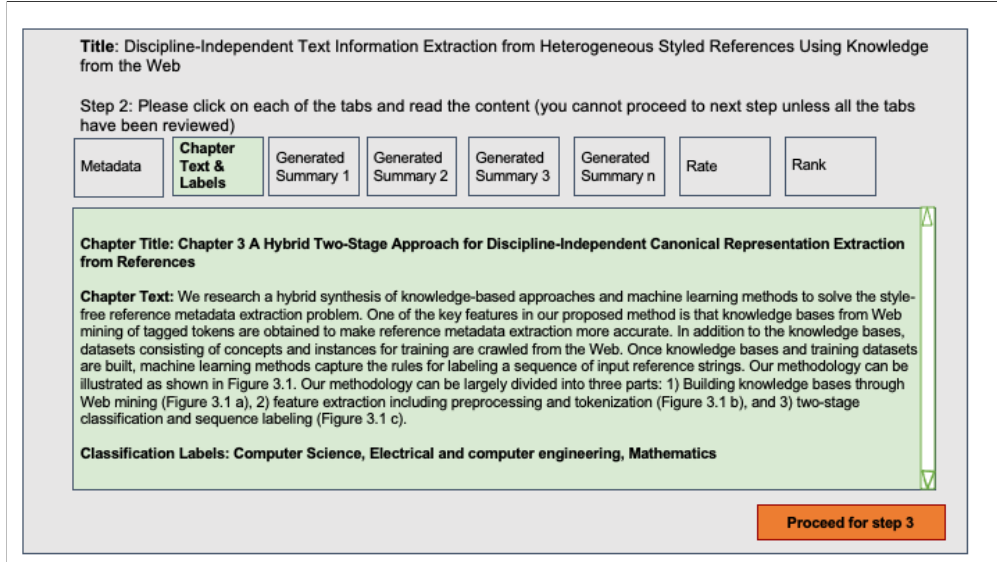 Title: Discipline-Independent Text Information Extraction from Heterogeneous Styled References Using Knowledge
from the Web
Step 2: Please click on each of the tabs and read the content (you cannot proceed to next step unless all the tabs
have been reviewed)
Metadata
Chapter
Text &
Labels
Generated
Summary 1
Generated
Summary 2
Generated
Summary 3
Generated
Summary n
Rate
Rank
Chapter Title: Chapter 3 A Hybrid Two-Stage Approach for Discipline-Independent Canonical Representation Extraction
from References
Chapter Text: We research a hybrid synthesis of knowledge-based approaches and machine learning methods to solve the style-
free reference metadata extraction problem. One of the key features in our proposed method is that knowledge bases from Web
mining of tagged tokens are obtained to make reference metadata extraction more accurate. In addition to the knowledge bases,
datasets consisting of concepts and instances for training are crawled from the Web. Once knowledge bases and training datasets
are built, machine learning methods capture the rules for labeling a sequence of input reference strings. Our methodology can be
illustrated as shown in Figure 3.1. Our methodology can be largely divided into three parts: 1) Building knowledge bases through
Web mining (Figure 3.1 a), 2) feature extraction including preprocessing and tokenization (Figure 3.1 b), and 3) two-stage
classification and sequence labeling (Figure 3.1 c).
Classification Labels: Computer Science, Electrical and computer engineering, Mathematics
Proceed for step 3